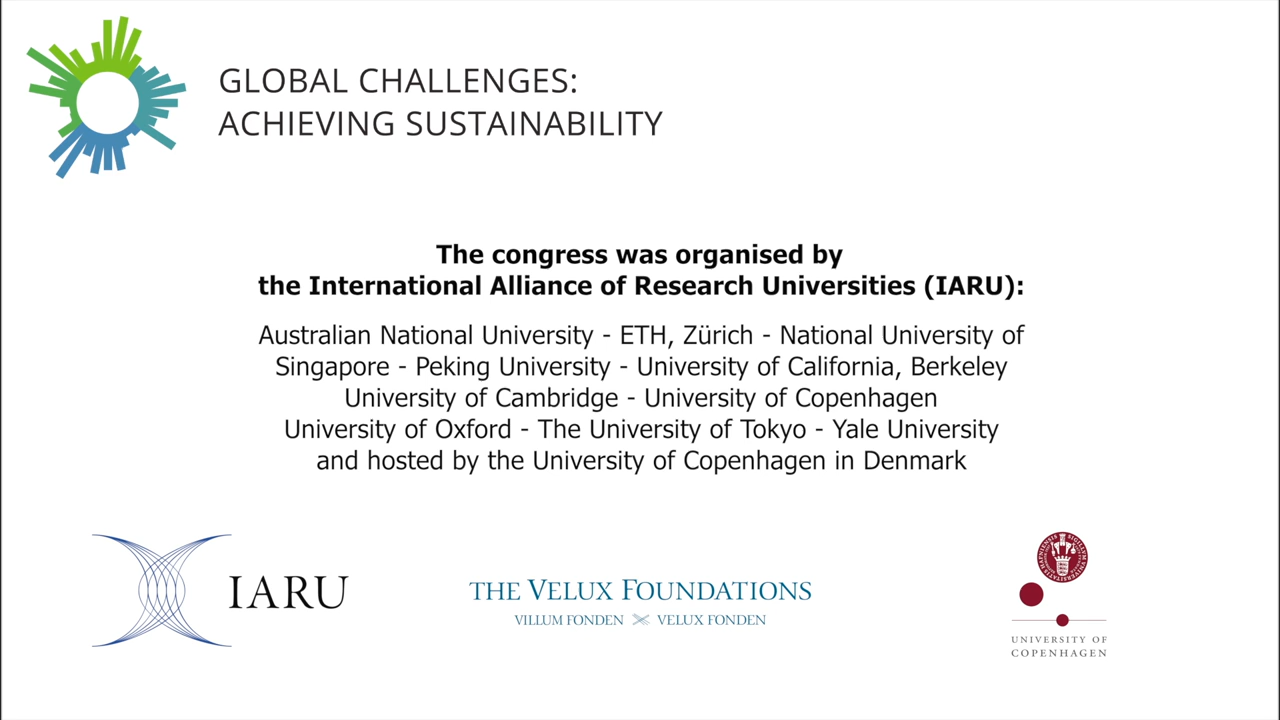 GLOBAL CHALLENGES:
ACHIEVING SUSTAINABILITY
The congress was organised by
the International Alliance of Research Universities (IARU):
Australian National University - ETH, Zürich - National University of
Singapore - Peking University - University of California, Berkeley
University of Cambridge - University of Copenhagen
University of Oxford - The University of Tokyo - Yale University
and hosted by the University of Copenhagen in Denmark
IARU
THE VELUX FOUNDATIONS
VILLUM FONDEN VELUX FONDEN
UNIVERSITY OF
COPENHAGEN